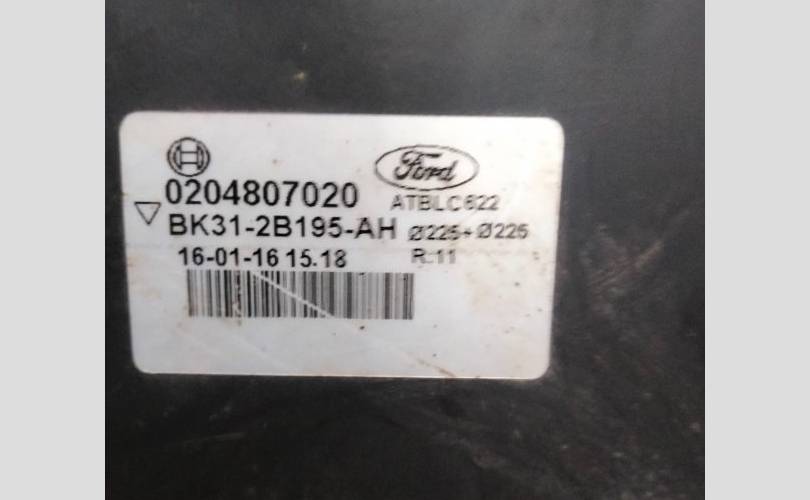 Ford
0204807020 ATBLC622
BK31-2B195-AH Ø225+Ø225
16-01-16 15.18 R:11